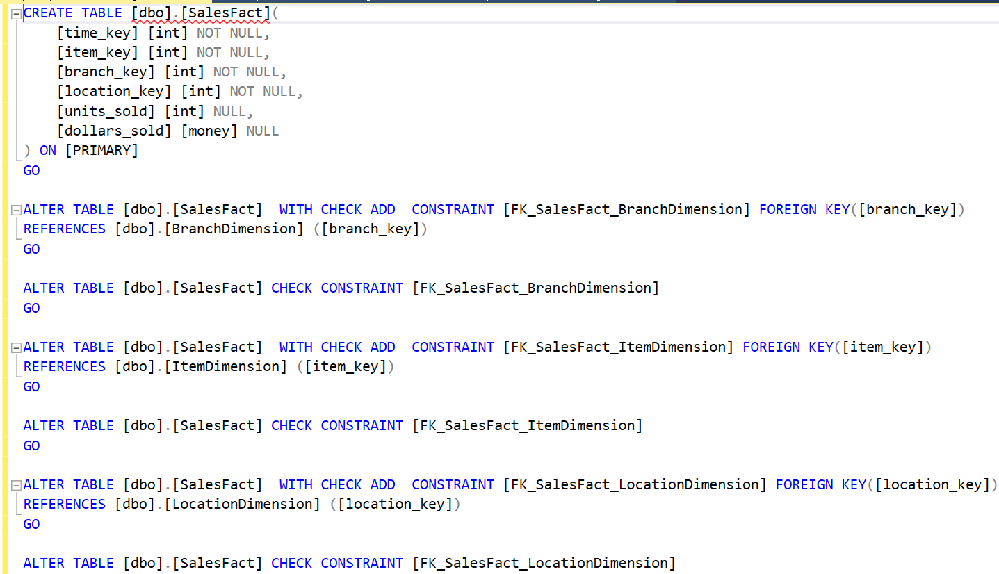 CREATE TABLE [dbo].[SalesFact](
    [time_key] [int] NOT NULL,
    [item_key] [int] NOT NULL,
    [branch_key] [int] NOT NULL,
    [location_key] [int] NOT NULL,
    [units_sold] [int] NULL,
    [dollars_sold] [money] NULL
) ON [PRIMARY]
GO
ALTER TABLE [dbo].[SalesFact]  WITH CHECK ADD  CONSTRAINT [FK_SalesFact_BranchDimension] FOREIGN KEY([branch_key])
REFERENCES [dbo].[BranchDimension] ([branch_key])
GO
ALTER TABLE [dbo].[SalesFact] CHECK CONSTRAINT [FK_SalesFact_BranchDimension]
GO
ALTER TABLE [dbo].[SalesFact]  WITH CHECK ADD  CONSTRAINT [FK_SalesFact_ItemDimension] FOREIGN KEY([item_key])
REFERENCES [dbo].[ItemDimension] ([item_key])
GO
ALTER TABLE [dbo].[SalesFact] CHECK CONSTRAINT [FK_SalesFact_ItemDimension]
GO
ALTER TABLE [dbo].[SalesFact]  WITH CHECK ADD  CONSTRAINT [FK_SalesFact_LocationDimension] FOREIGN KEY([location_key])
REFERENCES [dbo].[LocationDimension] ([location_key])
GO
ALTER TABLE [dbo].[SalesFact] CHECK CONSTRAINT [FK_SalesFact_LocationDimension]